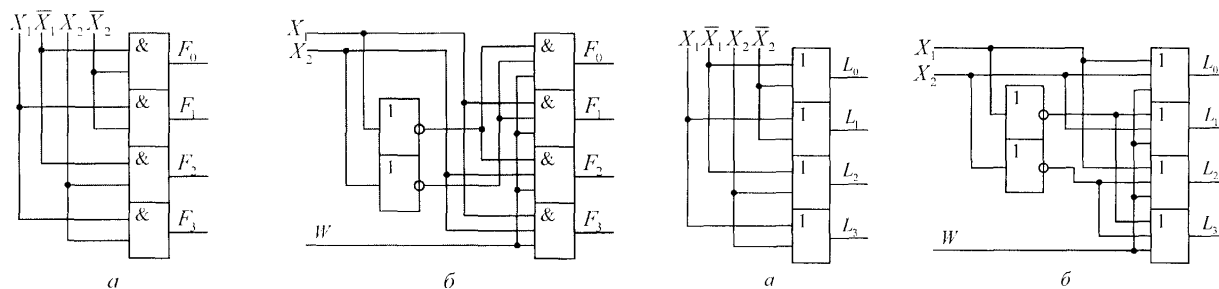 X₁ X̅₁ X₂ X̅₂
& F₀
& F₁
& F₂
& F₃
а
X₁
X₂
1
1
W
& F₀
& F₁
& F₂
& F₃
б
X₁ X̅₁ X₂ X̅₂
1 L₀
1 L₁
1 L₂
1 L₃
а
X₁
X₂
1
1
W
1 L₀
1 L₁
1 L₂
1 L₃
б